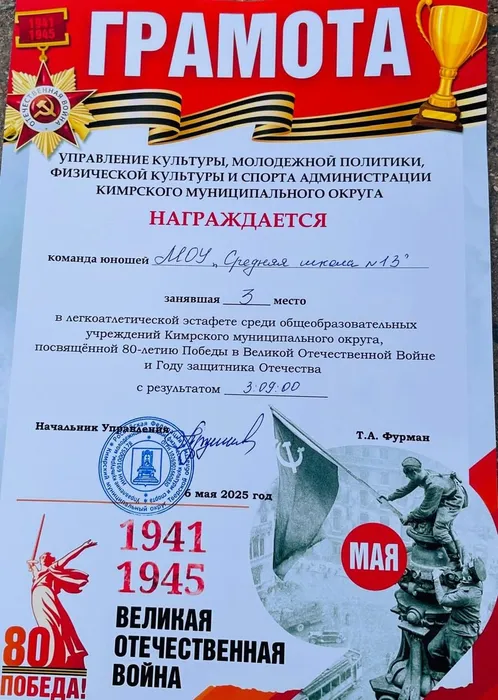 1941
1945
ГРАМОТА
ОТЕЧЕСТВЕННАЯ ВОЙНА
УПРАВЛЕНИЕ КУЛЬТУРЫ, МОЛОДЕЖНОЙ ПОЛИТИКИ,
ФИЗИЧЕСКОЙ КУЛЬТУРЫ И СПОРТА АДМИНИСТРАЦИИ
КИМРСКОГО МУНИЦИПАЛЬНОГО ОКРУГА
НАГРАЖДАЕТСЯ
команда юношей МОУ „Средняя школа №13"
занявшая 3 место
в легкоатлетической эстафете среди общеобразовательных
учреждений Кимрского муниципального округа,
посвящённой 80-летию Победы в Великой Отечественной Войне
и Году защитника Отечества
с результатом 3:09:00
Начальник Управления Т.А. Фурман
6 мая 2025 год
1941
1945
ВЕЛИКАЯ
ОТЕЧЕСТВЕННАЯ
ВОЙНА
МАЯ
80
ПОБЕДА!